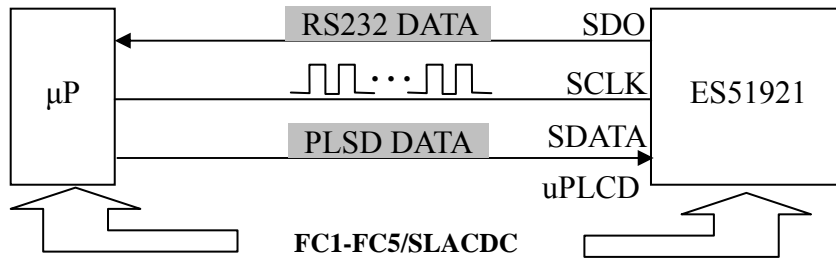 RS232 DATA SDO
μP
SCLK ES51921
PLSD DATA SDATA
uPLCD
FC1-FC5/SLACDC